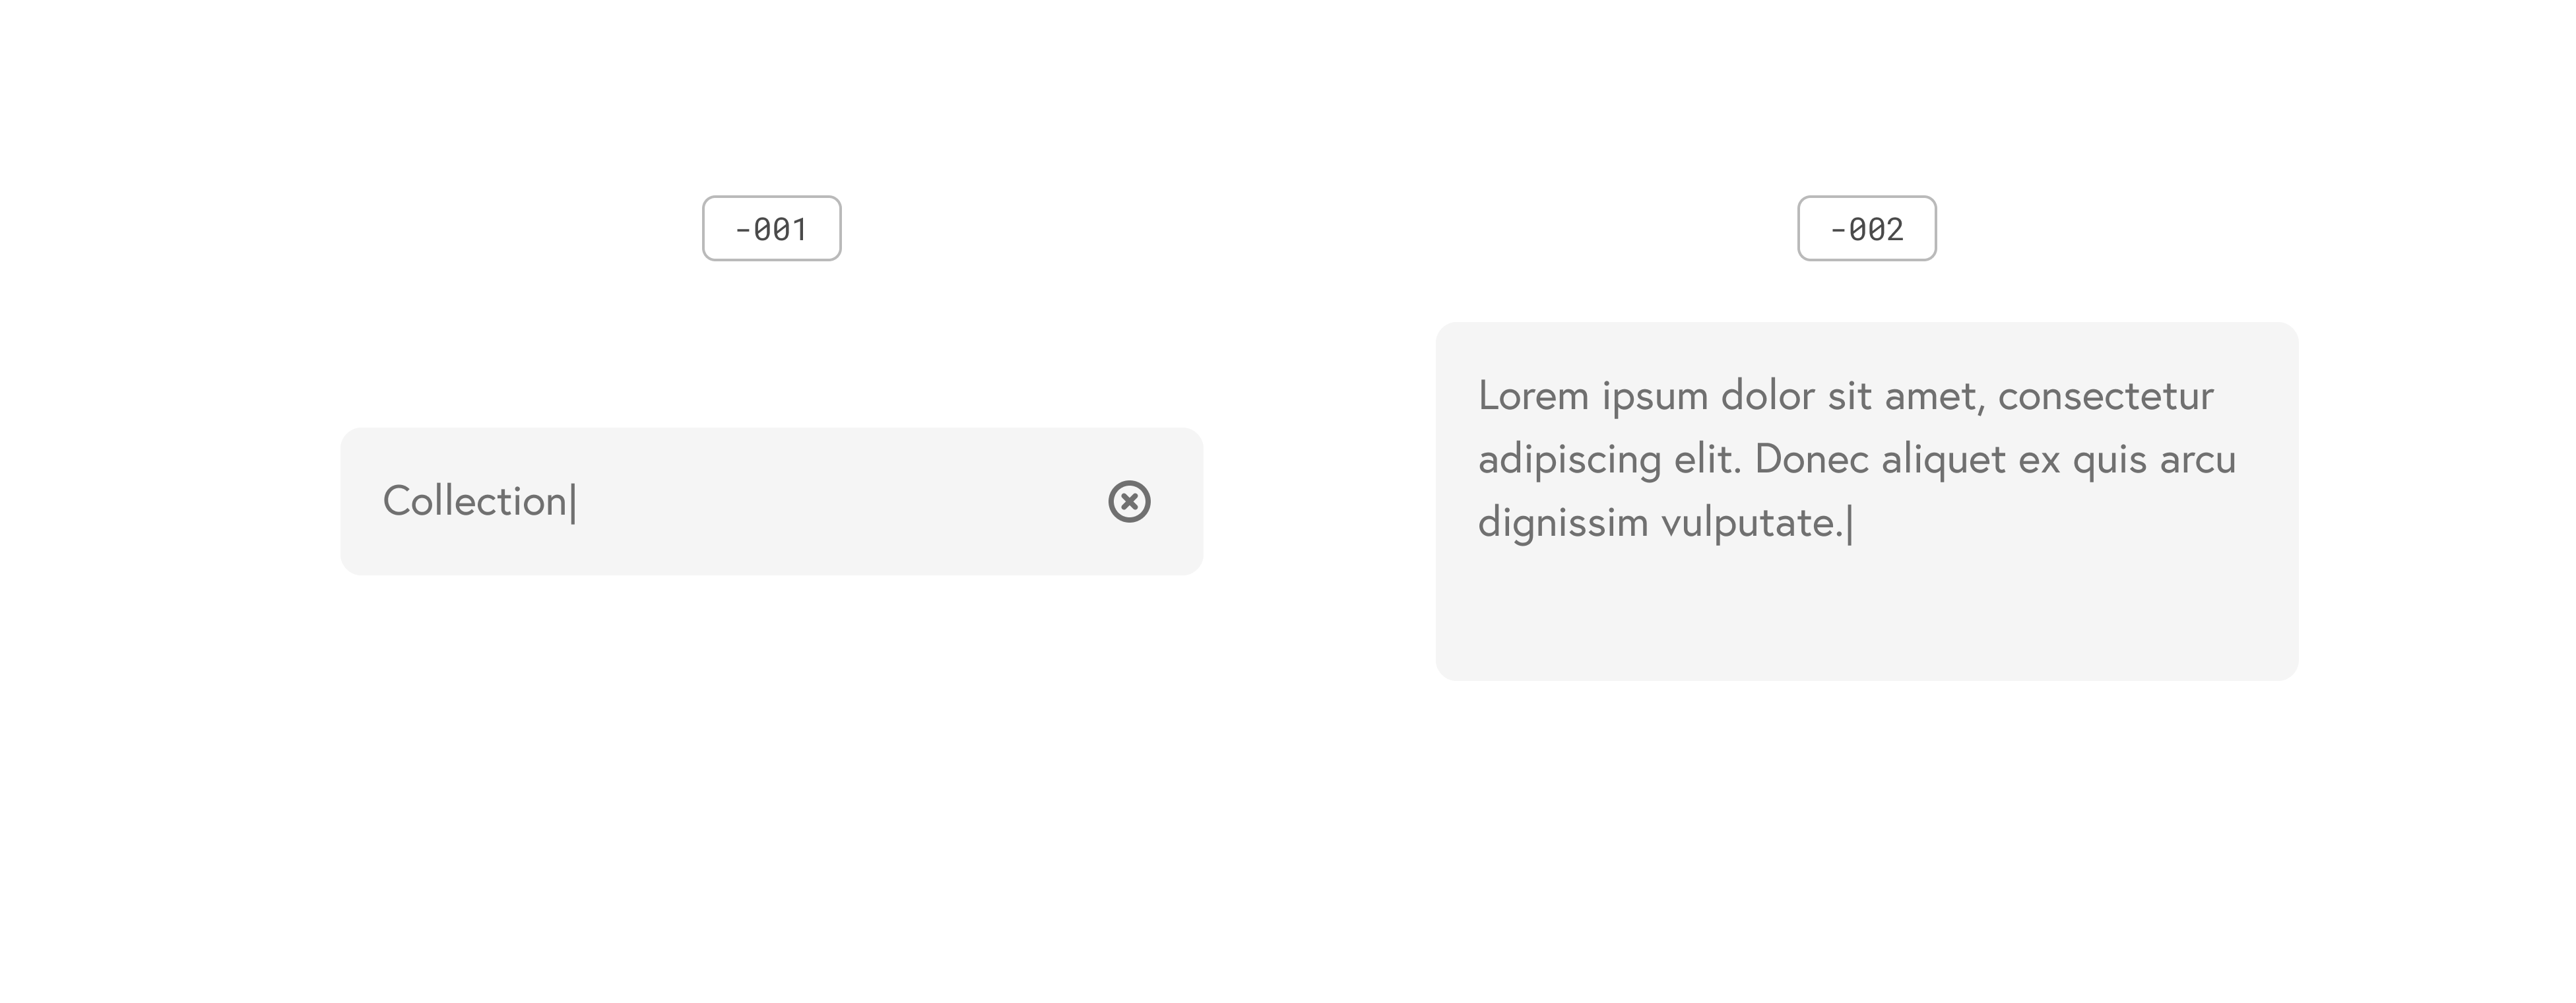 -001
Collection
-002
Lorem ipsum dolor sit amet, consectetur
adipiscing elit. Donec aliquet ex quis arcu
dignissim vulputate.